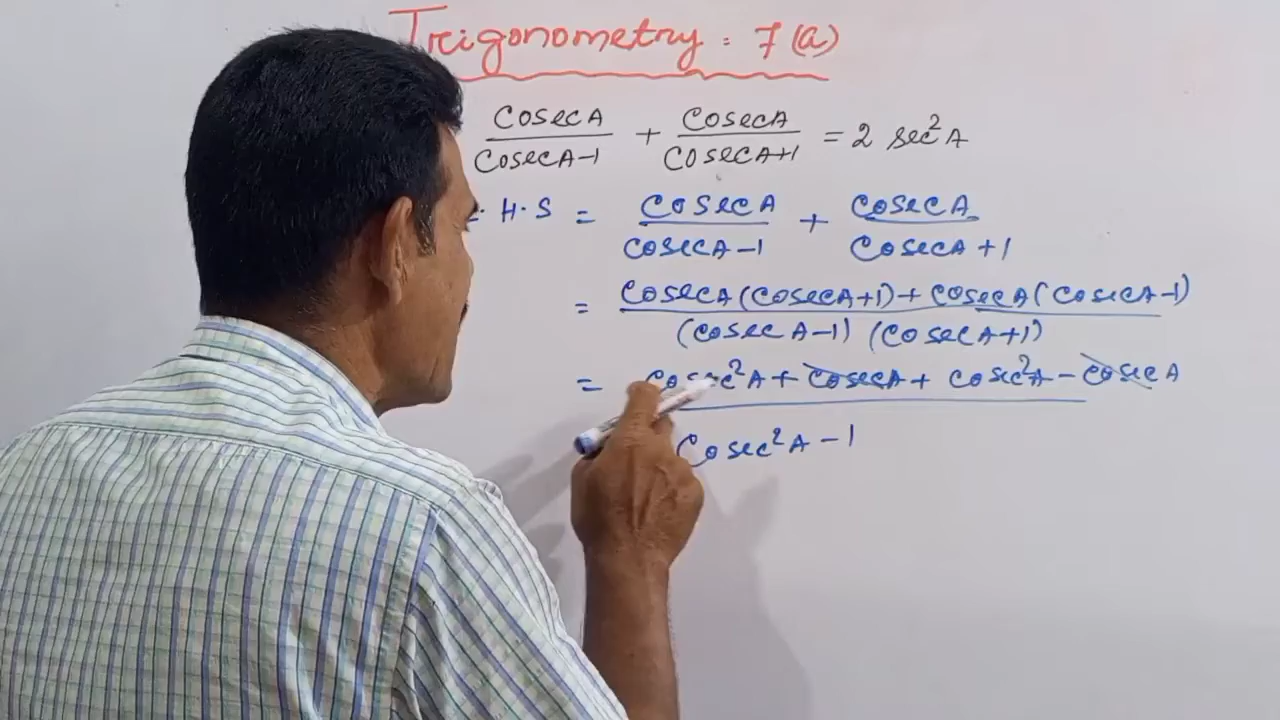 Trigonometry : 7 (a)
CosecA / CosecA-1 + CosecA / CosecA+1 = 2 sec²A
. H.S = CosecA / CosecA-1 + CosecA / CosecA+1
= CosecA(CosecA+1)+ CosecA(CosecA-1) / (CosecA-1) (CosecA+1)
= Cosec²A + CosecA + Cosec²A - CosecA / Cosec²A-1